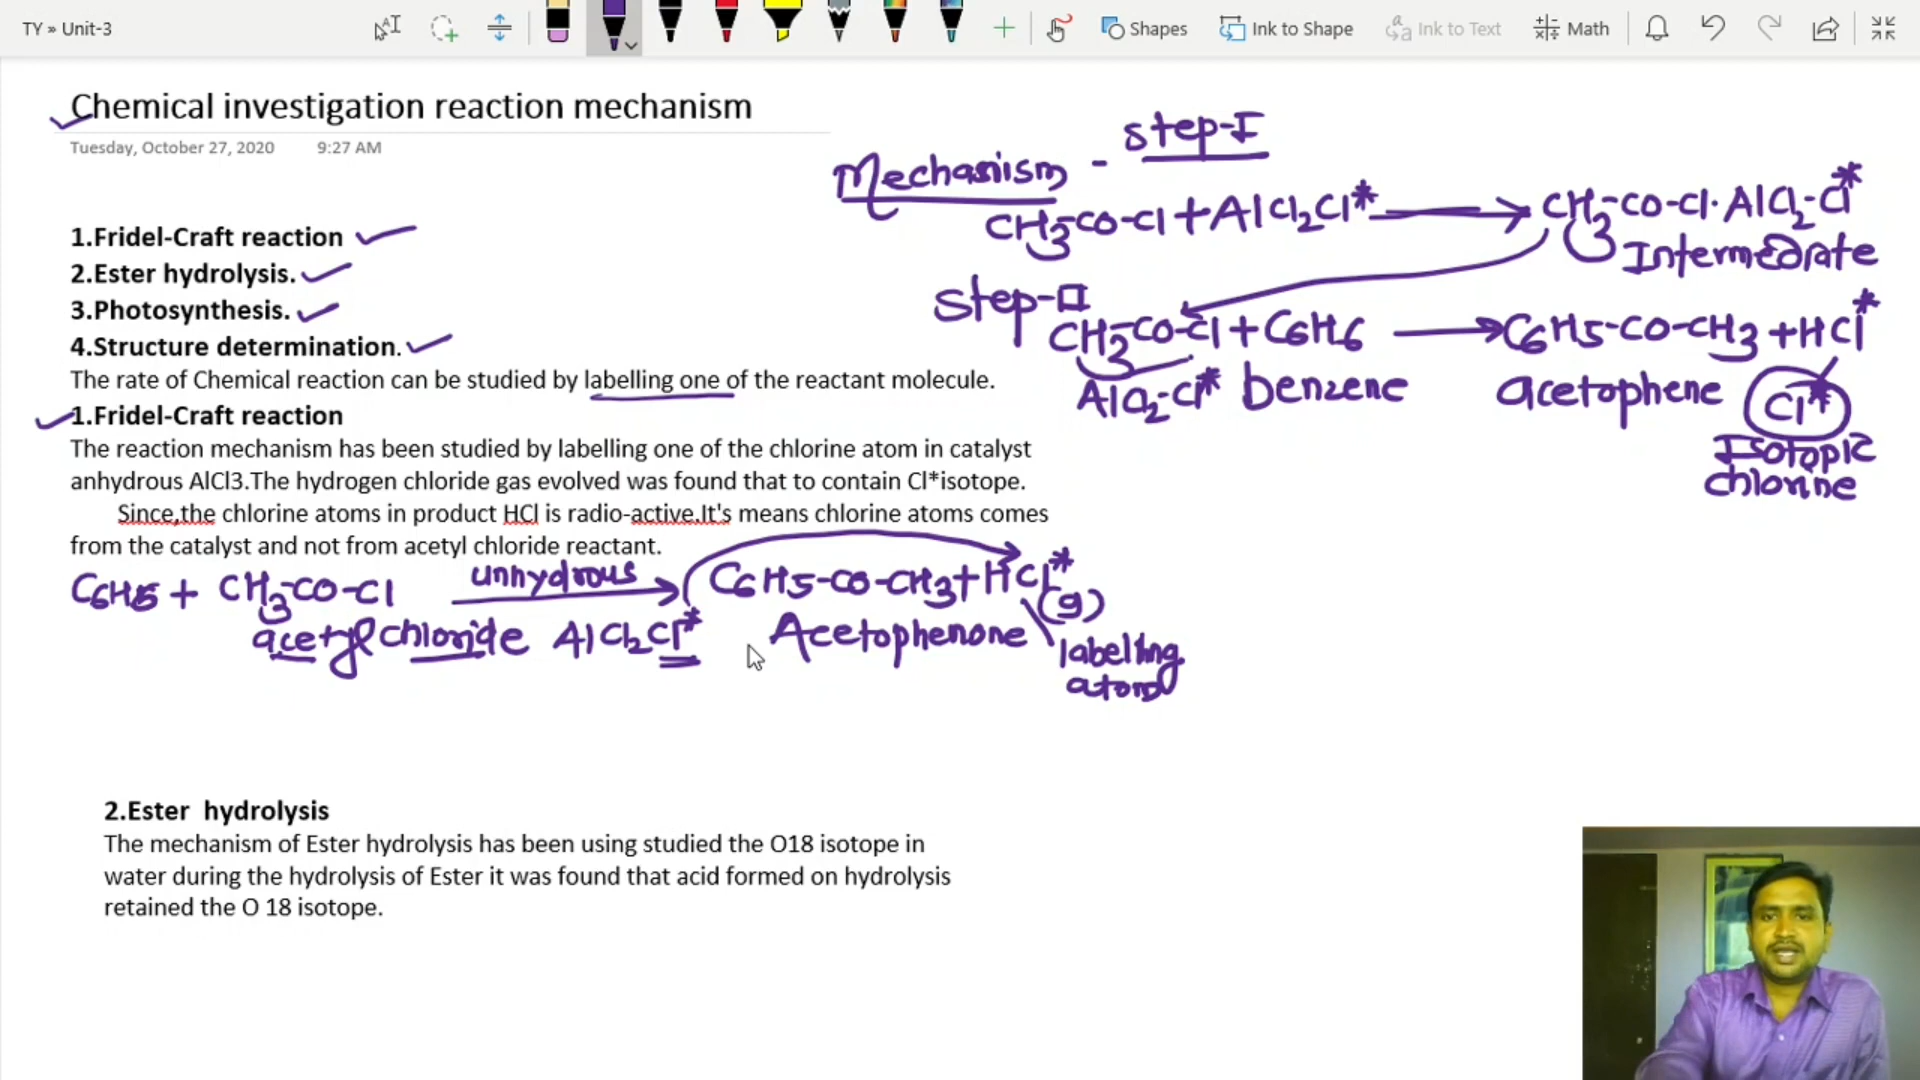 TY » Unit-3
Shapes
Ink to Shape
Ink to Text
Math
Chemical investigation reaction mechanism
Tuesday, October 27, 2020 9:27 AM
1.Fridel-Craft reaction
2.Ester hydrolysis.
3.Photosynthesis.
4.Structure determination.
The rate of Chemical reaction can be studied by labelling one of the reactant molecule.
1.Fridel-Craft reaction
The reaction mechanism has been studied by labelling one of the chlorine atom in catalyst
anhydrous AlCl3.The hydrogen chloride gas evolved was found that to contain Cl*isotope.
Since,the chlorine atoms in product HCl is radio-active.It's means chlorine atoms comes
from the catalyst and not from acetyl chloride reactant.
C6H5 + CH3-CO-Cl unhydrous C6H5-CO-CH3+HCl*(g)
acetyl chloride AlCl2Cl* Acetophenone labelling
atom
Mechanism - Step-I
CH3-CO-Cl+AlCl2Cl* CH3-CO-Cl·AlCl2-Cl*
Intermediate
Step-II
CH3-CO-Cl+C6H6 C6H5-CO-CH3+HCl*
AlCl2-Cl* benzene acetophene Cl*
Isotopic
chlorine
2.Ester hydrolysis
The mechanism of Ester hydrolysis has been using studied the O18 isotope in
water during the hydrolysis of Ester it was found that acid formed on hydrolysis
retained the O 18 isotope.